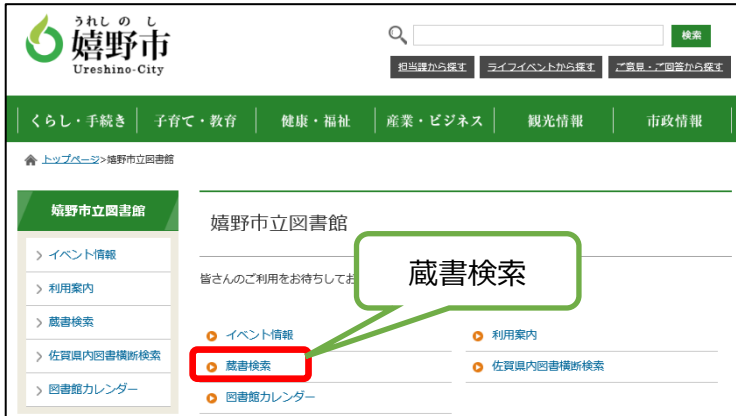 うれしのし
嬉野市
Ureshino-City
検索
担当課から探す ライフイベントから探す ご意見・ご回答から探す
くらし・手続き 子育て・教育 健康・福祉 産業・ビジネス 観光情報 市政情報
トップページ>嬉野市立図書館
嬉野市立図書館
イベント情報
利用案内
蔵書検索
佐賀県内図書横断検索
図書館カレンダー
嬉野市立図書館
皆さんのご利用をお待ちしてお
蔵書検索
イベント情報 利用案内
蔵書検索 佐賀県内図書横断検索
図書館カレンダー